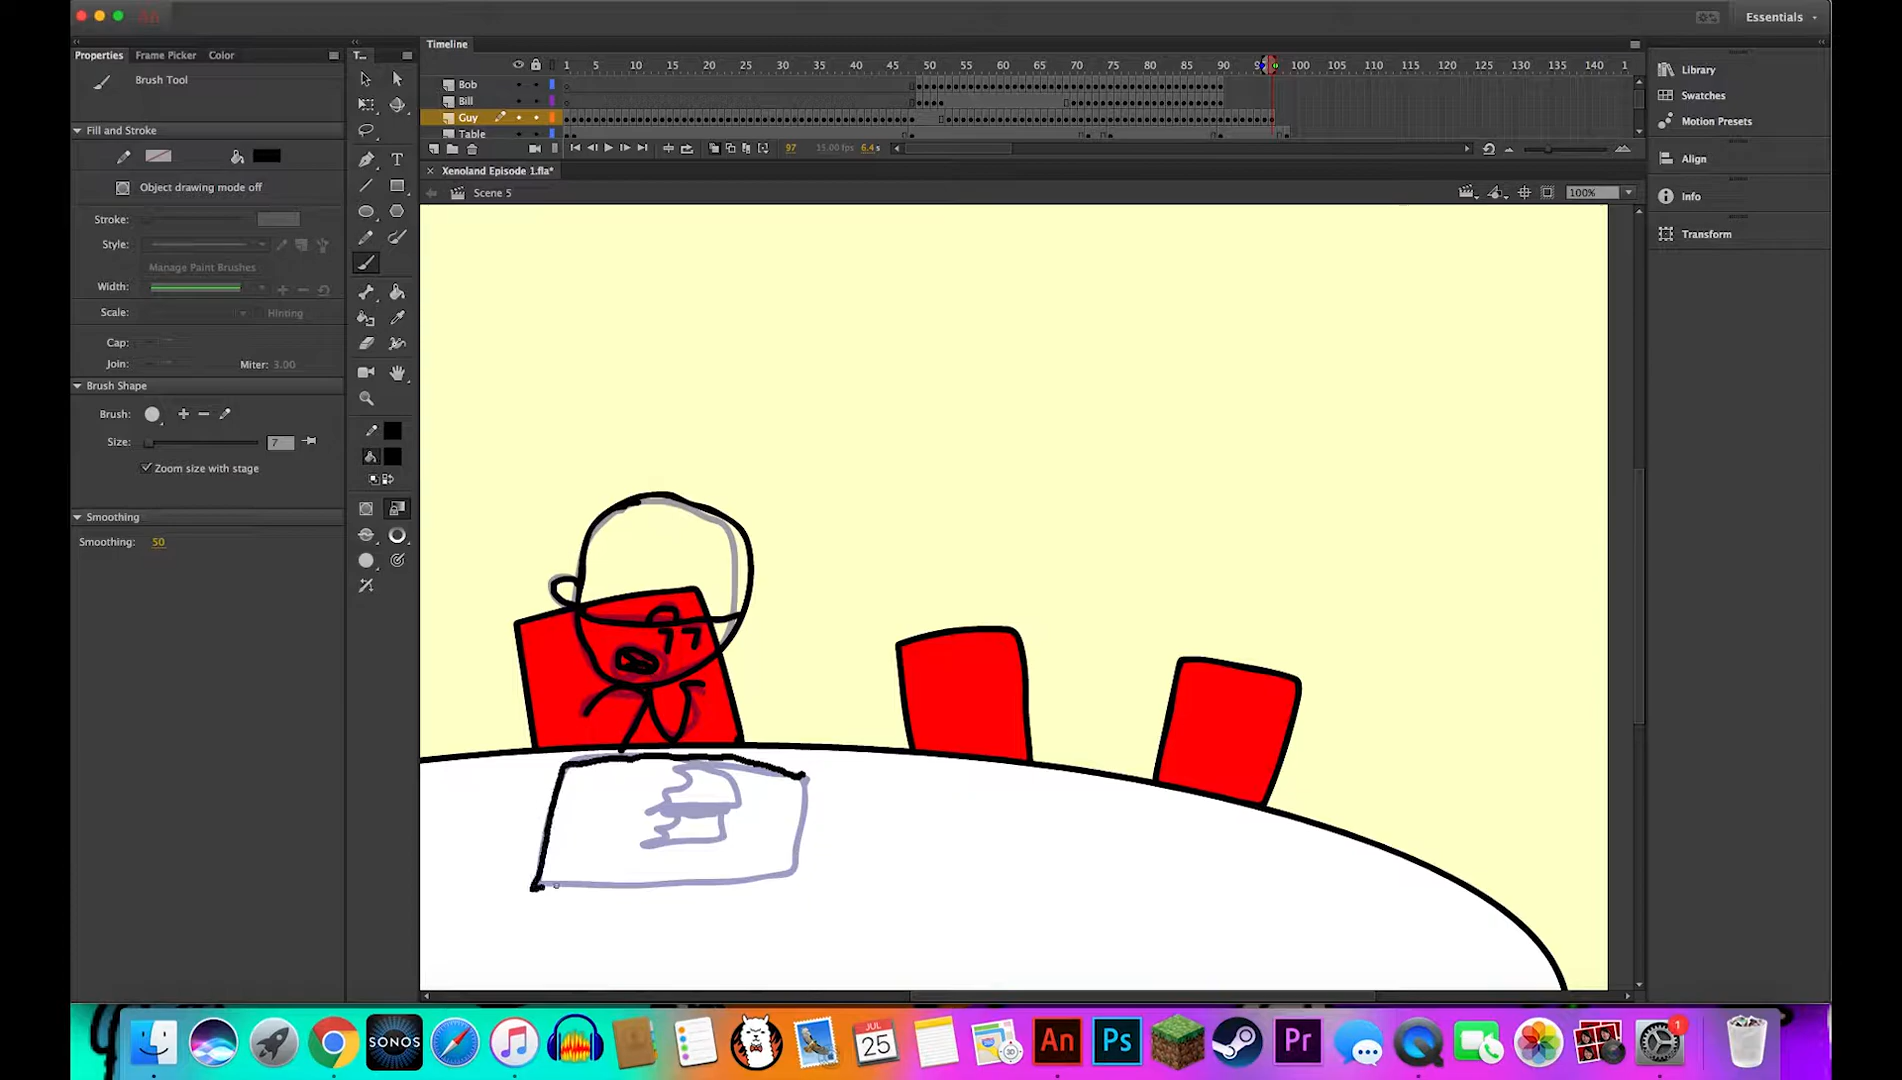 An Essentials
Properties Frame Picker Color T... Timeline
Brush Tool
Fill and Stroke
Object drawing mode off
Stroke:
Style:
Manage Paint Brushes
Width:
Scale: Hinting
Cap:
Join: Miter: 3.00
Brush Shape
Brush:
Size: 7
Zoom size with stage
Smoothing
Smoothing: 50
1 5 10 15 20 25 30 35 40 45 50 55 60 65 70 75 80 85 90 100 105 110 115 120 125 130 135 140 1
Bob
Bill
Guy
Table
97 15.00 fps 6.4s
Xenoland Episode 1.fla*
Scene 5 100%
Library
Swatches
Motion Presets
Align
Info
Transform
SONOS
JUL
25
3D
An
Ps
Pr
1